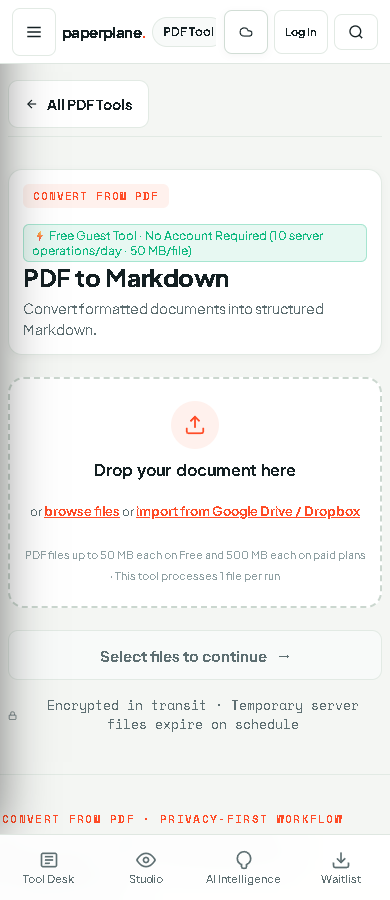 paperplane.
PDF Tool
Log In
← All PDF Tools
CONVERT FROM PDF
Free Guest Tool · No Account Required (10 server
operations/day · 50 MB/file)
PDF to Markdown
Convert formatted documents into structured
Markdown.
Drop your document here
or browse files or import from Google Drive / Dropbox
PDF files up to 50 MB each on Free and 500 MB each on paid plans
· This tool processes 1 file per run
Select files to continue →
Encrypted in transit · Temporary server
files expire on schedule
CONVERT FROM PDF · PRIVACY-FIRST WORKFLOW
Tool Desk
Studio
AI Intelligence
Waitlist